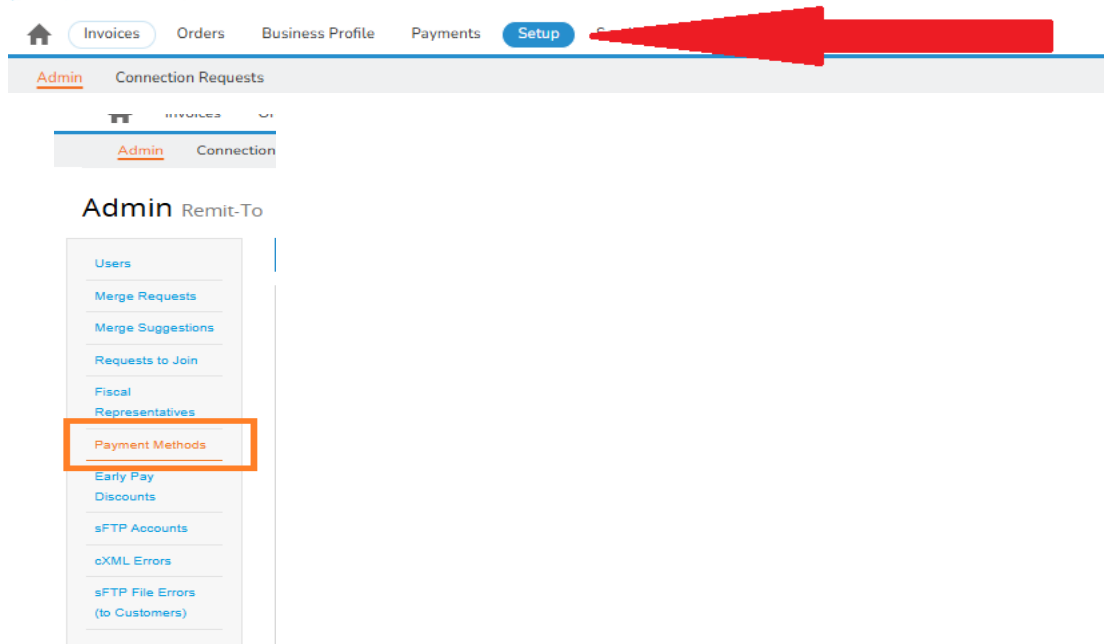 Invoices Orders Business Profile Payments Setup
Admin Connection Requests
Invoices
Admin Connection
Admin Remit-To
Users
Merge Requests
Merge Suggestions
Requests to Join
Fiscal
Representatives
Payment Methods
Early Pay
Discounts
sFTP Accounts
cXML Errors
sFTP File Errors
(to Customers)